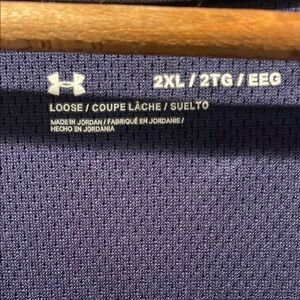 2XL / 2TG / EEG
LOOSE / COUPE LÂCHE / SUELTO
MADE IN JORDAN / FABRIQUÉ EN JORDANIE /
HECHO EN JORDANIA